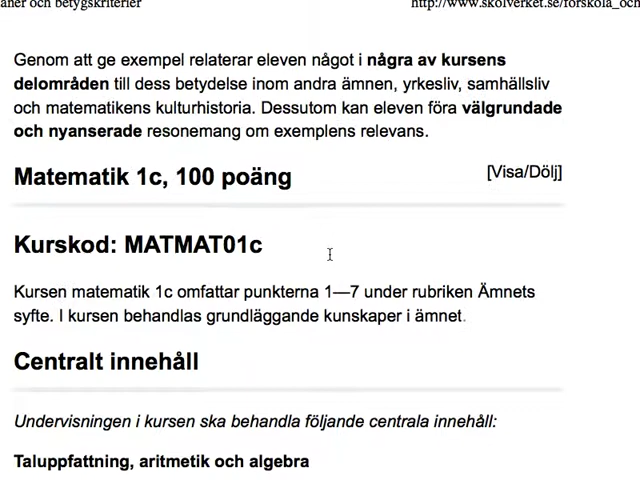 aner och betygskriterier
http://www.skolverket.se/forskola_och
Genom att ge exempel relaterar eleven något i några av kursens
delområden till dess betydelse inom andra ämnen, yrkesliv, samhällsliv
och matematikens kulturhistoria. Dessutom kan eleven föra välgrundade
och nyanserade resonemang om exemplens relevans.
Matematik 1c, 100 poäng
[Visa/Dölj]
Kurskod: MATMAT01c
Kursen matematik 1c omfattar punkterna 1—7 under rubriken Ämnets
syfte. I kursen behandlas grundläggande kunskaper i ämnet.
Centralt innehåll
Undervisningen i kursen ska behandla följande centrala innehåll:
Taluppfattning, aritmetik och algebra